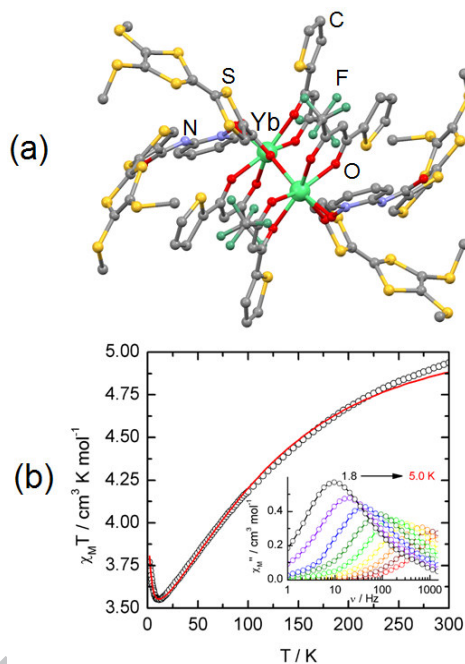 (a)
C
S
F
N
Yb
O
(b)
5.00
4.75
4.50
4.25
4.00
3.75
3.50
χ_M T / cm³ K mol⁻¹
0 50 100 150 200 250 300
T / K
1.8 5.0 K
0.4
0.2
0.0
χ_M'' / cm³ mol⁻¹
1 10 100 1000
ν / Hz